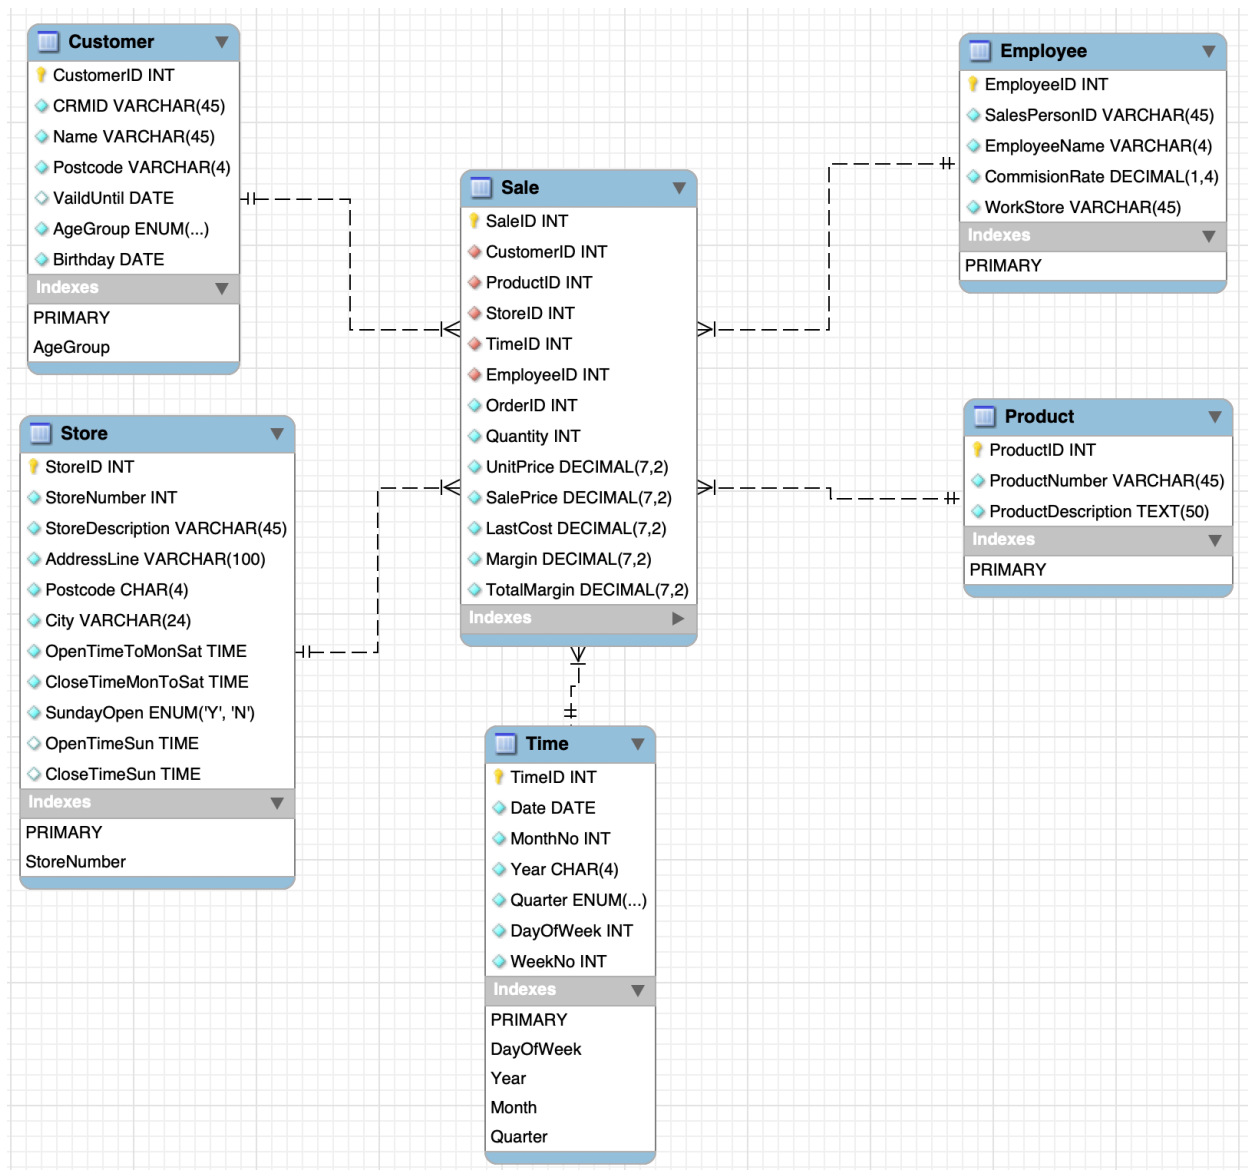 Customer
CustomerID INT
CRMID VARCHAR(45)
Name VARCHAR(45)
Postcode VARCHAR(4)
VaildUntil DATE
AgeGroup ENUM(...)
Birthday DATE
Indexes
PRIMARY
AgeGroup
Store
StoreID INT
StoreNumber INT
StoreDescription VARCHAR(45)
AddressLine VARCHAR(100)
Postcode CHAR(4)
City VARCHAR(24)
OpenTimeToMonSat TIME
CloseTimeMonToSat TIME
SundayOpen ENUM('Y', 'N')
OpenTimeSun TIME
CloseTimeSun TIME
Indexes
PRIMARY
StoreNumber
Sale
SaleID INT
CustomerID INT
ProductID INT
StoreID INT
TimeID INT
EmployeeID INT
OrderID INT
Quantity INT
UnitPrice DECIMAL(7,2)
SalePrice DECIMAL(7,2)
LastCost DECIMAL(7,2)
Margin DECIMAL(7,2)
TotalMargin DECIMAL(7,2)
Indexes
Time
TimeID INT
Date DATE
MonthNo INT
Year CHAR(4)
Quarter ENUM(...)
DayOfWeek INT
WeekNo INT
Indexes
PRIMARY
DayOfWeek
Year
Month
Quarter
Employee
EmployeeID INT
SalesPersonID VARCHAR(45)
EmployeeName VARCHAR(4)
CommisionRate DECIMAL(1,4)
WorkStore VARCHAR(45)
Indexes
PRIMARY
Product
ProductID INT
ProductNumber VARCHAR(45)
ProductDescription TEXT(50)
Indexes
PRIMARY